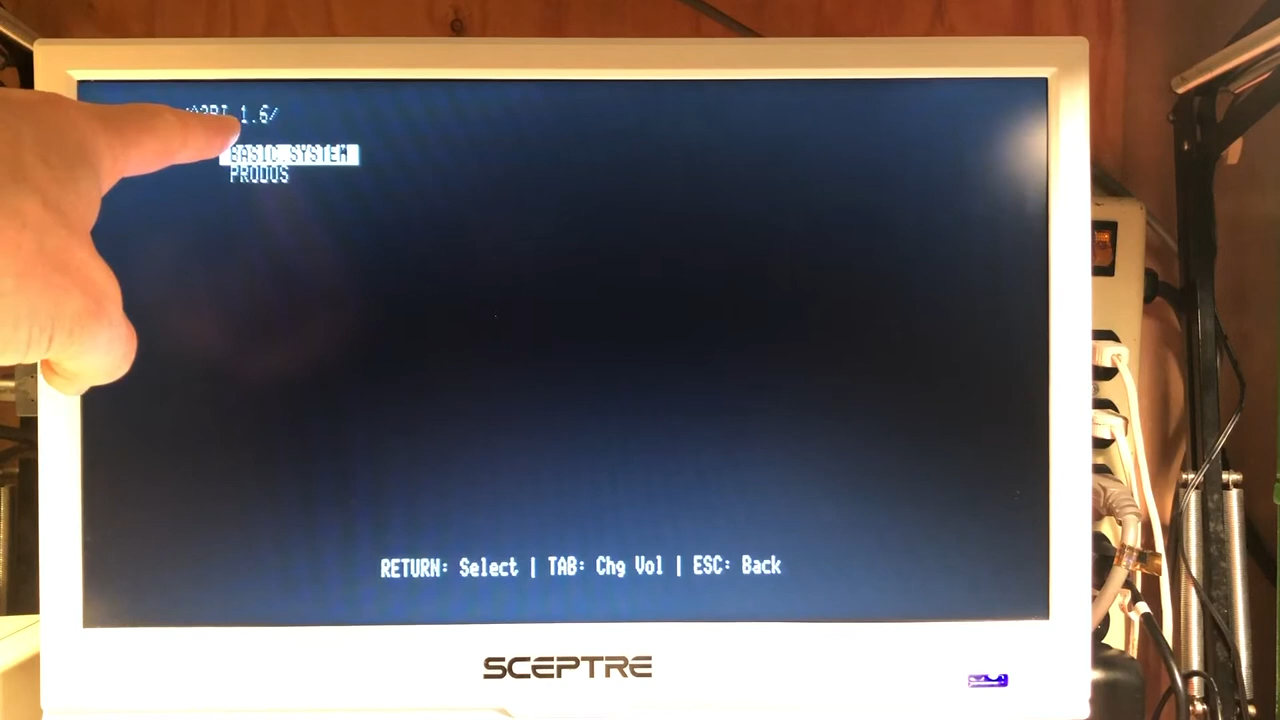 1.6/
BASIC.SYSTEM
PRODOS
RETURN: Select | TAB: Chg Vol | ESC: Back
SCEPTRE